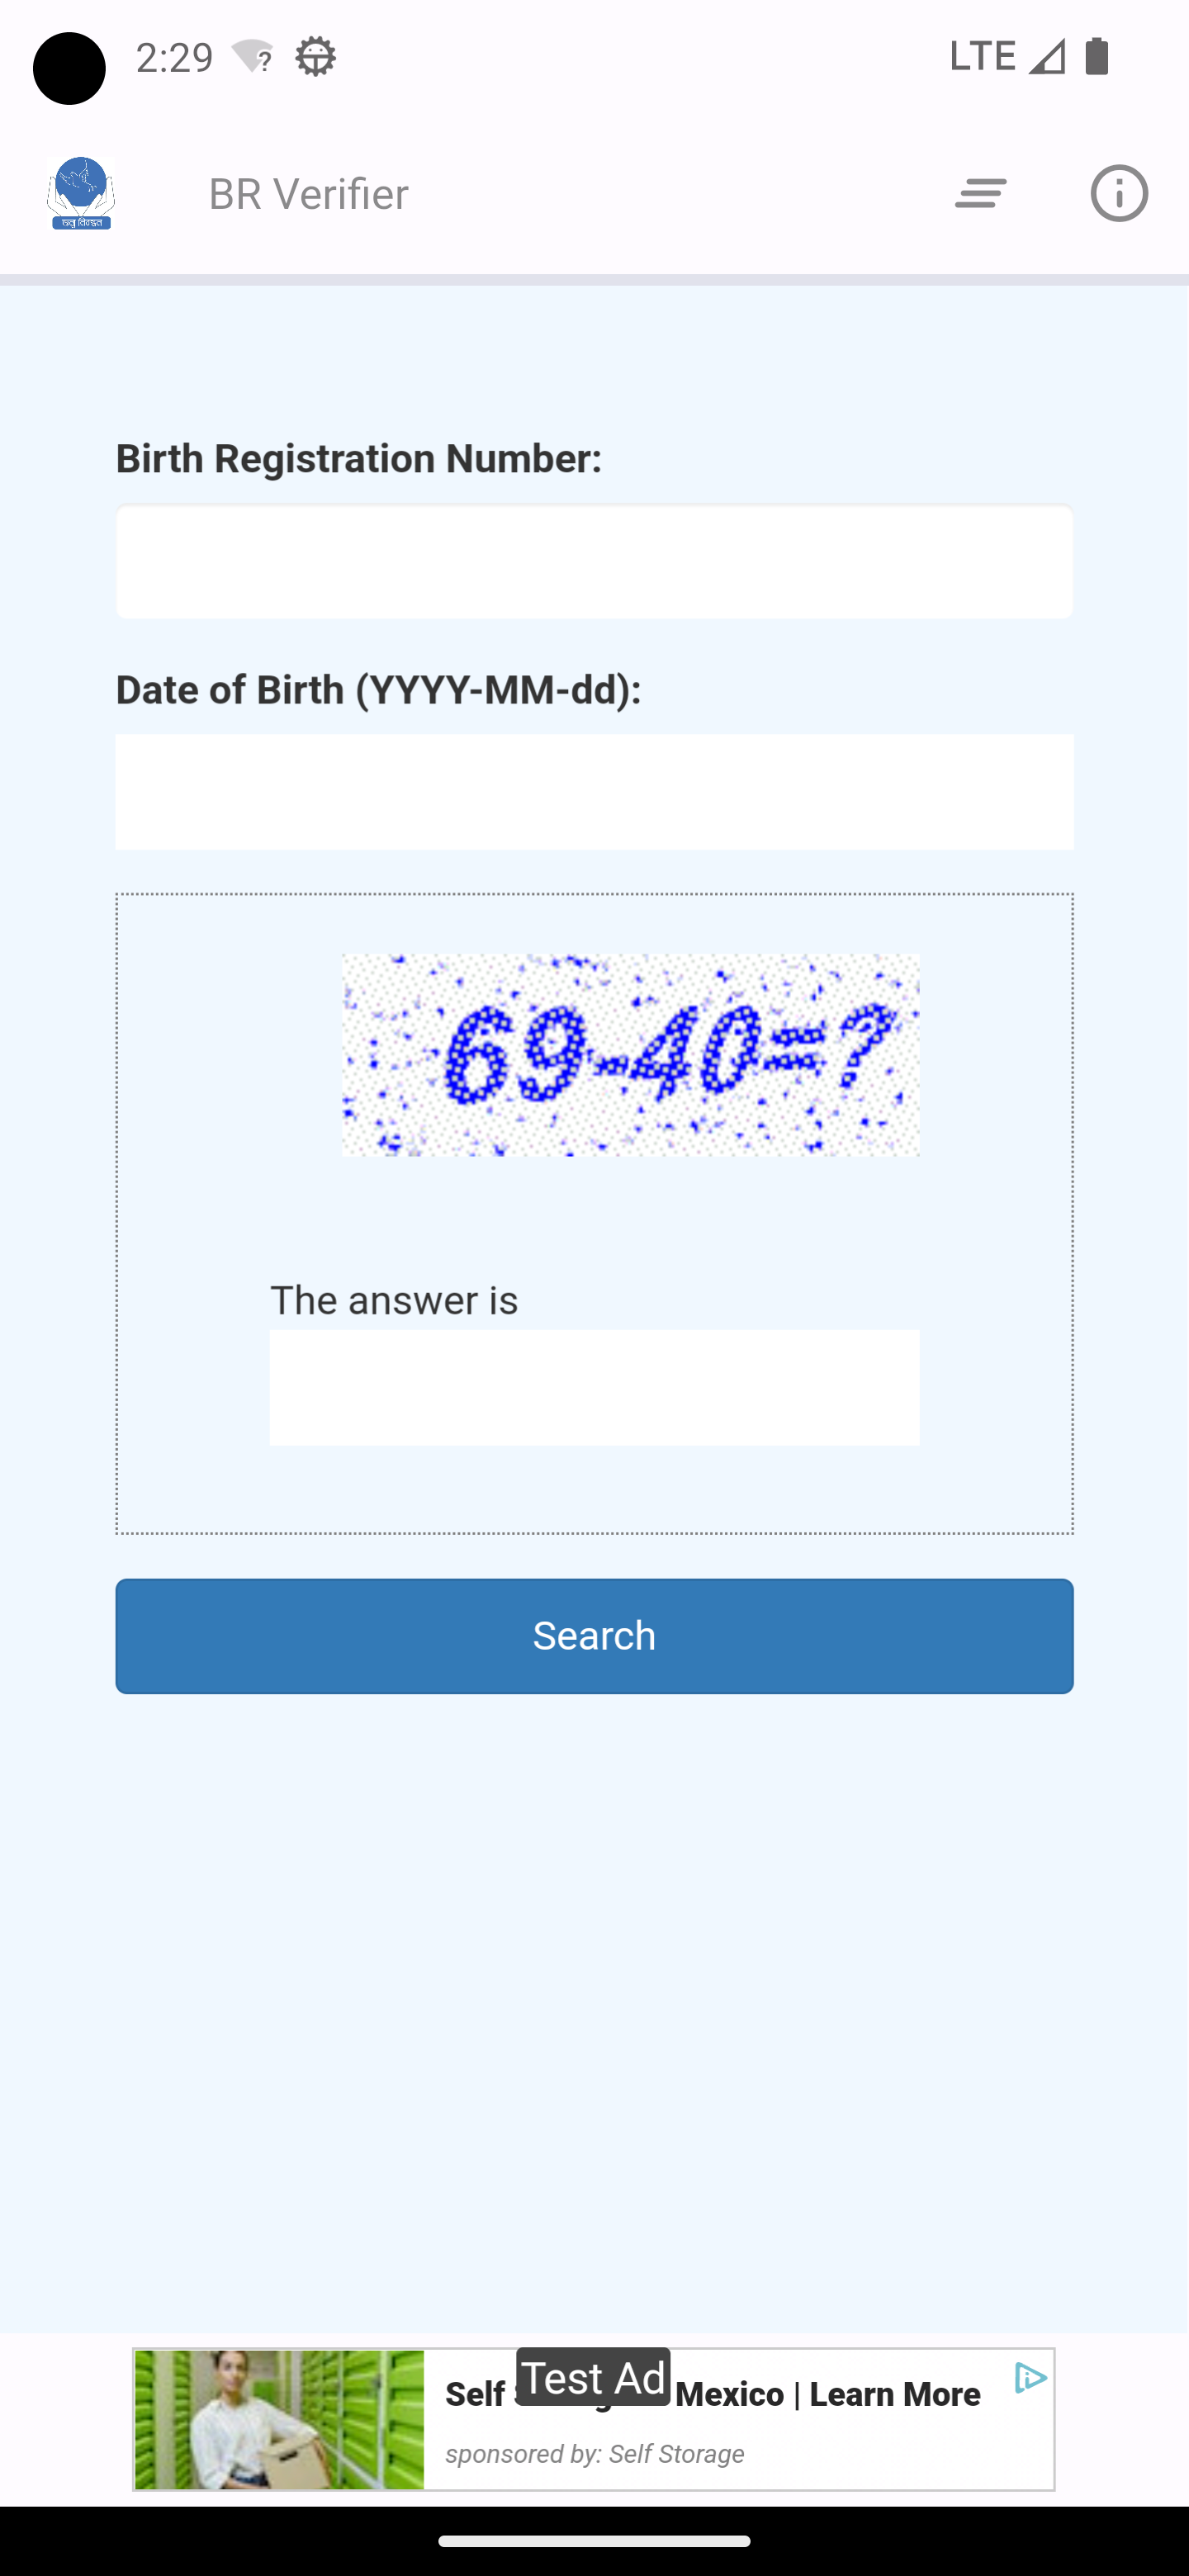 2:29
LTE
BR Verifier
Birth Registration Number:
Date of Birth (YYYY-MM-dd):
69-40=?
The answer is
Search
Test Ad
Self Mexico | Learn More
sponsored by: Self Storage